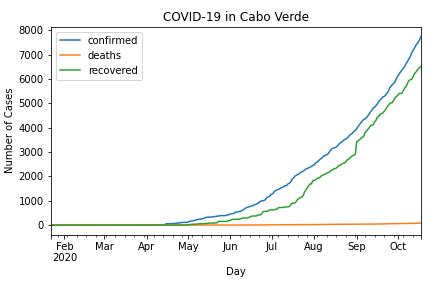 COVID-19 in Cabo Verde
confirmed
deaths
recovered
Number of Cases
8000
7000
6000
5000
4000
3000
2000
1000
0
Feb Mar Apr May Jun Jul Aug Sep Oct
2020
Day